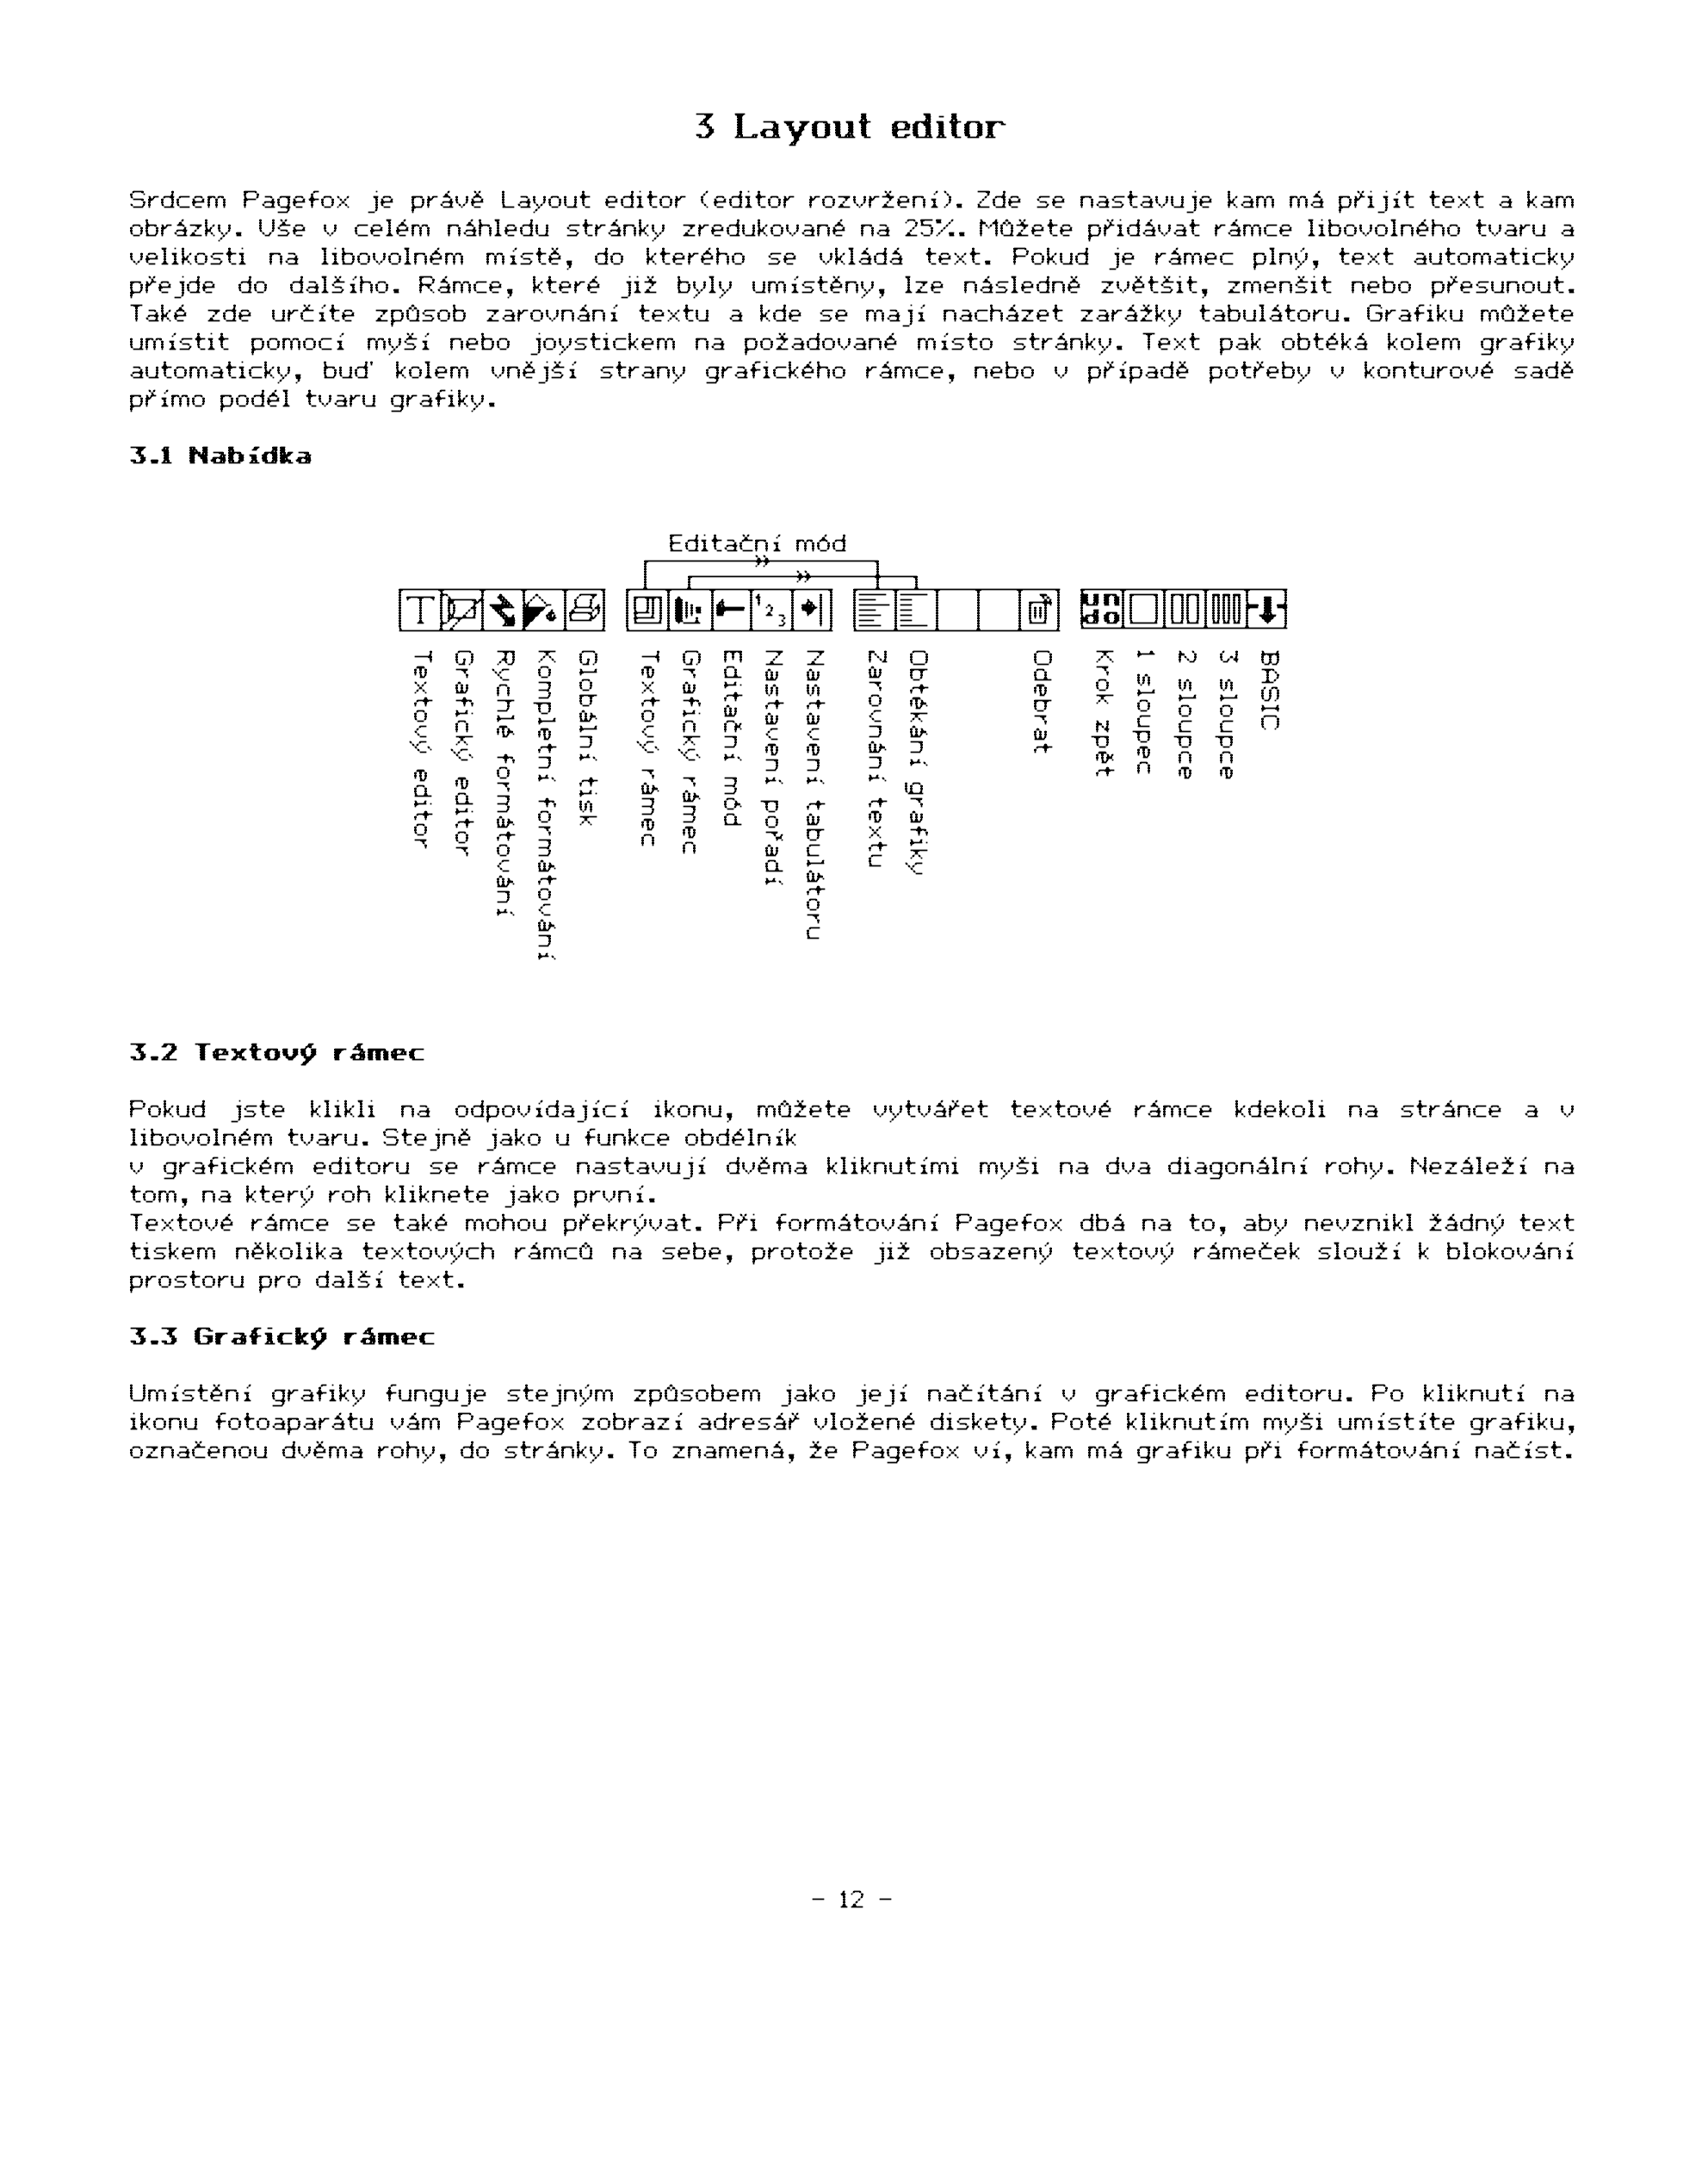 3 Layout editor
Srdcem Pagefox je právě Layout editor (editor rozvržení). Zde se nastavuje kam má přijít text a kam
obrázky. Vše v celém náhledu stránky zredukované na 25%. Můžete přidávat rámce libovolného tvaru a
velikosti na libovolném místě, do kterého se vkládá text. Pokud je rámec plný, text automaticky
přejde do dalšího. Rámce, které již byly umístěny, lze následně zvětšit, zmenšit nebo přesunout.
Také zde určíte způsob zarovnání textu a kde se mají nacházet zarážky tabulátoru. Grafiku můžete
umístit pomocí myší nebo joystickem na požadované místo stránky. Text pak obtéká kolem grafiky
automaticky, buď kolem vnější strany grafického rámce, nebo v případě potřeby v konturové sadě
přímo podél tvaru grafiky.
3.1 Nabídka
Editační mód
T
1 2 3
un do
Textový editor
Grafický editor
Rychlé formátování
Kompletní formátování
Globální tisk
Textový rámec
Grafický rámec
Editační mód
Nastavení pořadí
Nastavení tabulátoru
Zarovnání textu
Obtékání grafiky
Odebrat
Krok zpět
1 sloupec
2 sloupce
3 sloupce
BASIC
3.2 Textový rámec
Pokud jste klikli na odpovídající ikonu, můžete vytvářet textové rámce kdekoli na stránce a v
libovolném tvaru. Stejně jako u funkce obdélník
v grafickém editoru se rámce nastavují dvěma kliknutími myši na dva diagonální rohy. Nezáleží na
tom, na který roh kliknete jako první.
Textové rámce se také mohou překrývat. Při formátování Pagefox dbá na to, aby nevznikl žádný text
tiskem několika textových rámců na sebe, protože již obsazený textový rámeček slouží k blokování
prostoru pro další text.
3.3 Grafický rámec
Umístění grafiky funguje stejným způsobem jako její načítání v grafickém editoru. Po kliknutí na
ikonu fotoaparátu vám Pagefox zobrazí adresář vložené diskety. Poté kliknutím myši umístíte grafiku,
označenou dvěma rohy, do stránky. To znamená, že Pagefox ví, kam má grafiku při formátování načíst.
- 12 -